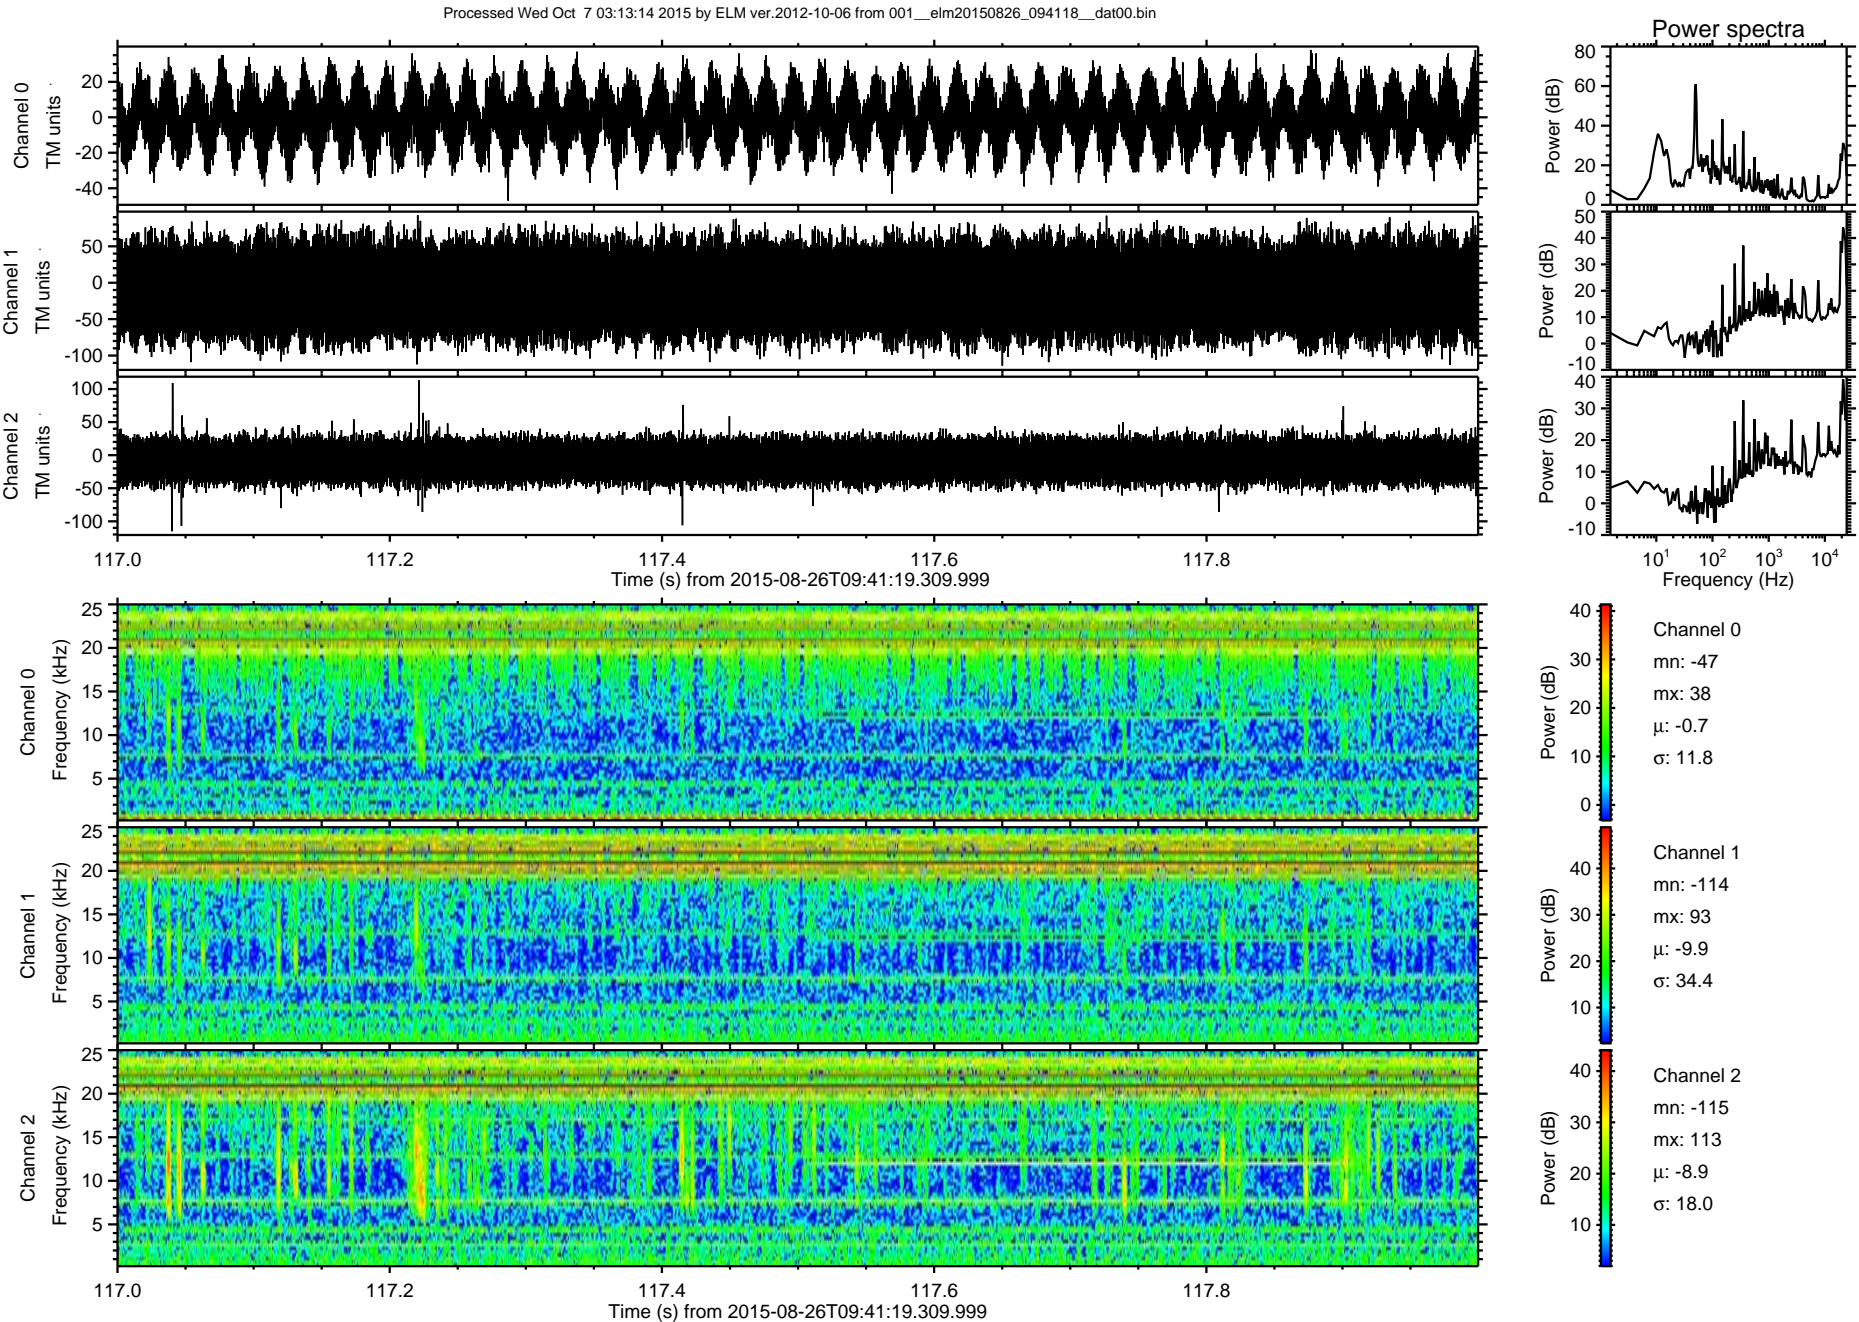 Processed Wed Oct  7 03:13:14 2015 by ELM ver.2012-10-06 from 001__elm20150826_094118__dat00.bin
Power spectra
Channel 0
TM units
20
0
-20
-40
Power (dB)
80
60
40
20
0
Channel 1
TM units
50
0
-50
-100
Power (dB)
50
40
30
20
10
0
-10
Channel 2
TM units
100
50
0
-50
-100
Power (dB)
40
30
20
10
0
-10
117.0 117.2 117.4 117.6 117.8
Time (s) from 2015-08-26T09:41:19.309.999
10^1 10^2 10^3 10^4
Frequency (Hz)
Channel 0
Frequency (kHz)
25
20
15
10
5
Power (dB)
40
30
20
10
0
Channel 0
mn: -47
mx: 38
μ: -0.7
σ: 11.8
Channel 1
Frequency (kHz)
25
20
15
10
5
Power (dB)
40
30
20
10
Channel 1
mn: -114
mx: 93
μ: -9.9
σ: 34.4
Channel 2
Frequency (kHz)
25
20
15
10
5
Power (dB)
40
30
20
10
Channel 2
mn: -115
mx: 113
μ: -8.9
σ: 18.0
117.0 117.2 117.4 117.6 117.8
Time (s) from 2015-08-26T09:41:19.309.999